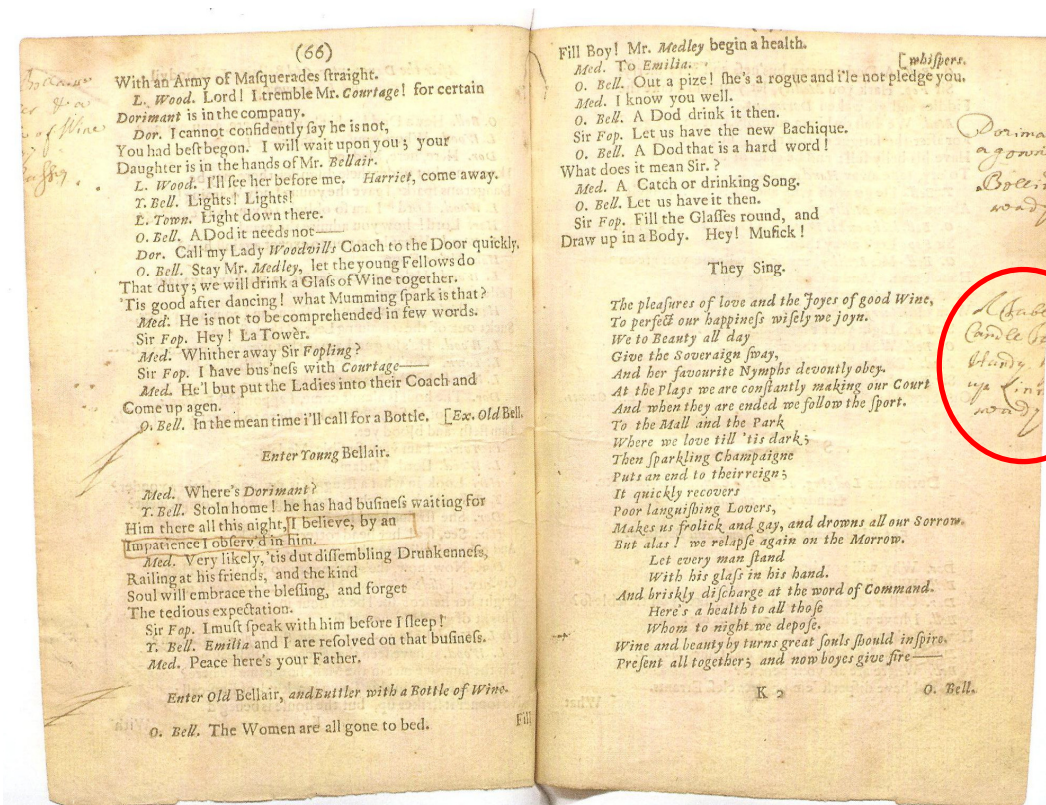 (66)
With an Army of Maſquerades ſtraight.
L. Wood. Lord! I tremble Mr. Courtage! for certain
Dorimant is in the company.
Dor. I cannot confidently ſay he is not,
You had beſt begon. I will wait upon you; your
Daughter is in the hands of Mr. Bellair.
L. Wood. I'll ſee her before me. Harriet, come away.
Y. Bell. Lights! Lights!
L. Town. Light down there.
O. Bell. A Dod it needs not——
Dor. Call my Lady Woodvills Coach to the Door quickly.
O. Bell. Stay Mr. Medley, let the young Fellows do
That duty; we will drink a Glaſs of Wine together.
'Tis good after dancing! what Mumming ſpark is that?
Med. He is not to be comprehended in few words.
Sir Fop. Hey! La Towèr.
Med. Whither away Sir Fopling?
Sir Fop. I have bus'neſs with Courtage——
Med. He'l but put the Ladies into their Coach and
Come up agen.
O. Bell. In the mean time i'll call for a Bottle. [Ex. Old Bell.
Enter Young Bellair.
Med. Where's Dorimant?
Y. Bell. Stoln home! he has had buſineſs waiting for
Him there all this night, I believe, by an
Impatience I obſerv'd in him.
Med. Very likely, 'tis dut diſſembling Drunkenneſs,
Railing at his friends, and the kind
Soul will embrace the bleſſing, and forget
The tedious expectation.
Sir Fop. I muſt ſpeak with him before I ſleep!
Y. Bell. Emilia and I are reſolved on that buſineſs.
Med. Peace here's your Father.
Enter Old Bellair, and Buttler with a Bottle of Wine.
O. Bell. The Women are all gone to bed.
Fill
of Wine
Fill Boy! Mr. Medley begin a health.
Med. To Emilia. [whiſpers.
O. Bell. Out a pize! ſhe's a rogue and i'le not pledge you.
Med. I know you well.
O. Bell. A Dod drink it then.
Sir Fop. Let us have the new Bachique.
O. Bell. A Dod that is a hard word!
What does it mean Sir.?
Med. A Catch or drinking Song.
O. Bell. Let us have it then.
Sir Fop. Fill the Glaſſes round, and
Draw up in a Body. Hey! Muſick!
They Sing.
The pleaſures of love and the Joyes of good Wine,
To perfect our happineſs wiſely we joyn.
We to Beauty all day
Give the Soveraign ſway,
And her favourite Nymphs devoutly obey.
At the Plays we are conſtantly making our Court
And when they are ended we follow the ſport.
To the Mall and the Park
Where we love till 'tis dark;
Then ſparkling Champaigne
Puts an end to their reign;
It quickly recovers
Poor languiſhing Lovers,
Makes us frolick and gay, and drowns all our Sorrow.
But alas! we relapſe again on the Morrow.
Let every man ſtand
With his glaſs in his hand.
And briskly diſcharge at the word of Command.
Here's a health to all thoſe
Whom to night we depoſe.
Wine and beauty by turns great ſouls ſhould inſpire.
Preſent all together; and now boyes give fire——
K 2
O. Bell.
Dorima
a gown
ready
Candle
Handy
up Linn
ready